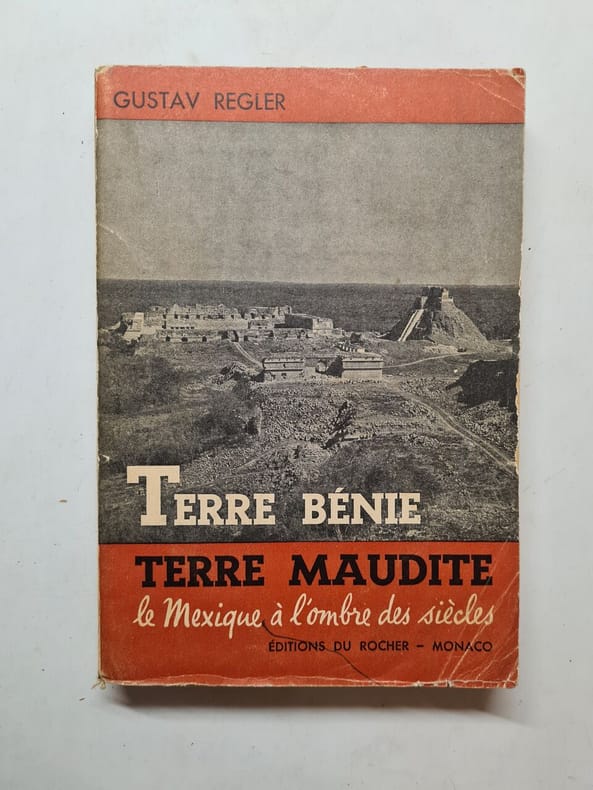 GUSTAV REGLER
TERRE BÉNIE
TERRE MAUDITE
le Mexique à l'ombre des siècles
ÉDITIONS DU ROCHER – MONACO